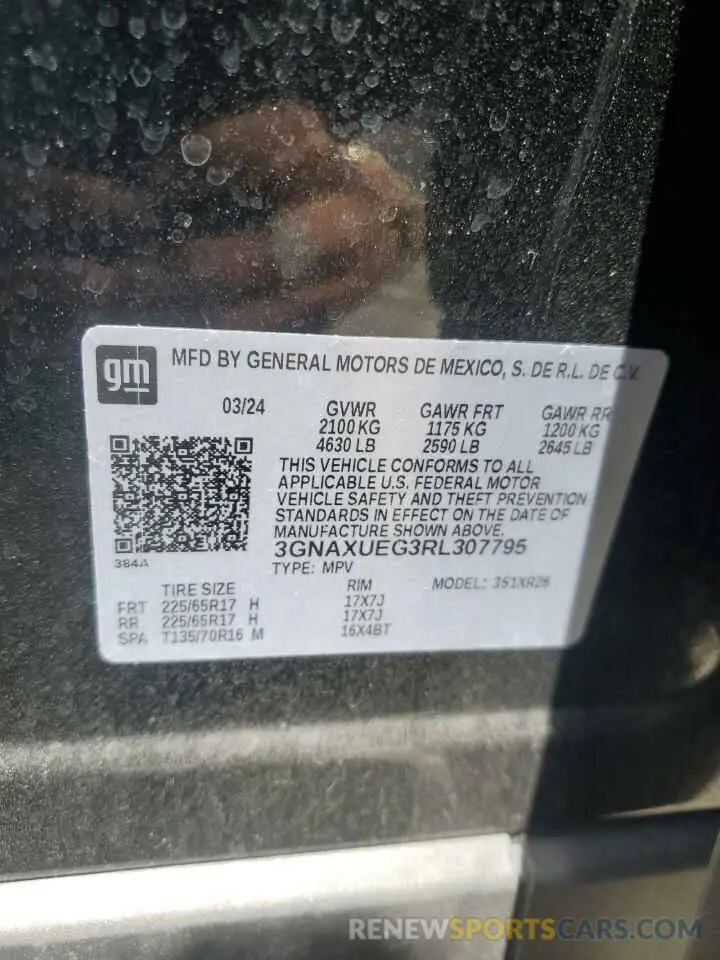 gm
MFD BY GENERAL MOTORS DE MEXICO, S. DE R.L. DE C.V.
03/24 GVWR GAWR FRT GAWR RR
2100 KG 1175 KG 1200 KG
4630 LB 2590 LB 2645 LB
THIS VEHICLE CONFORMS TO ALL
APPLICABLE U.S. FEDERAL MOTOR
VEHICLE SAFETY AND THEFT PREVENTION
STANDARDS IN EFFECT ON THE DATE OF
MANUFACTURE SHOWN ABOVE.
3GNAXUEG3RL307795
384A
TYPE: MPV MODEL: 351XR26
TIRE SIZE RIM
FRT 225/65R17 H 17X7J
RR 225/65R17 H 17X7J
SPA T135/70R16 M 16X4BT
RENEWSPORTSCARS.COM